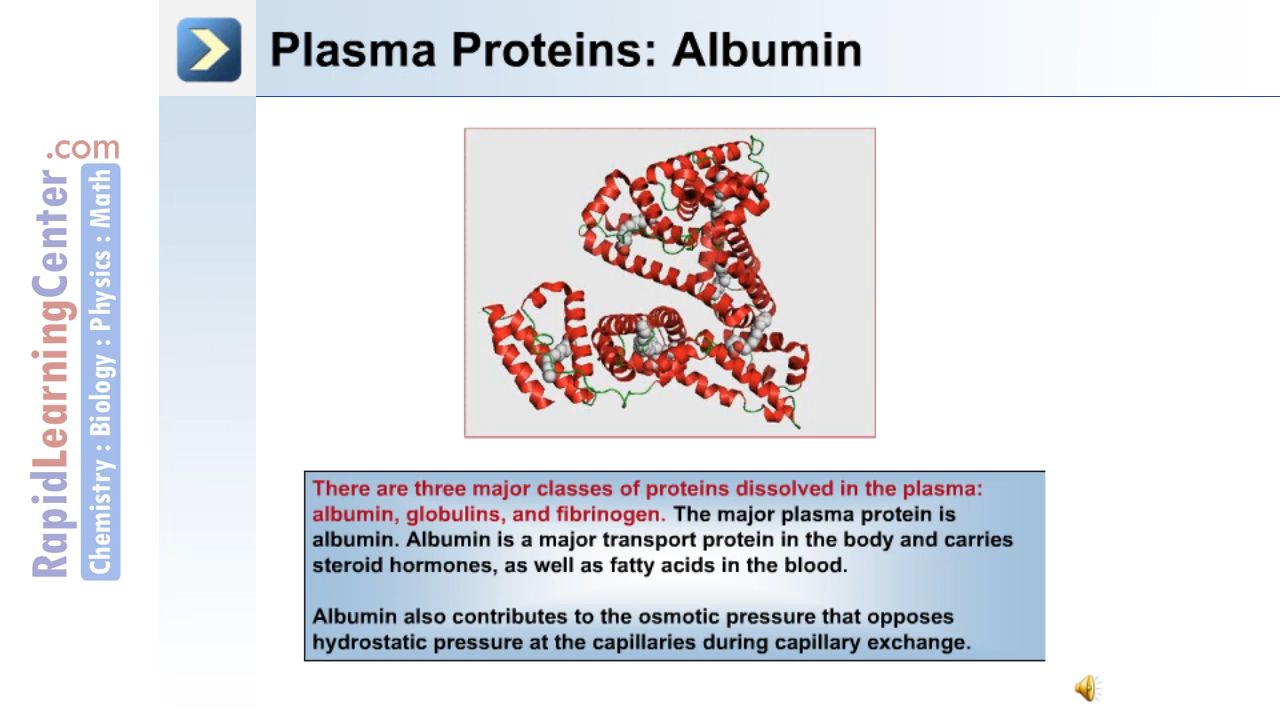 Plasma Proteins: Albumin
RapidLearningCenter.com
Chemistry : Biology : Physics : Math
There are three major classes of proteins dissolved in the plasma:
albumin, globulins, and fibrinogen. The major plasma protein is
albumin. Albumin is a major transport protein in the body and carries
steroid hormones, as well as fatty acids in the blood.
Albumin also contributes to the osmotic pressure that opposes
hydrostatic pressure at the capillaries during capillary exchange.